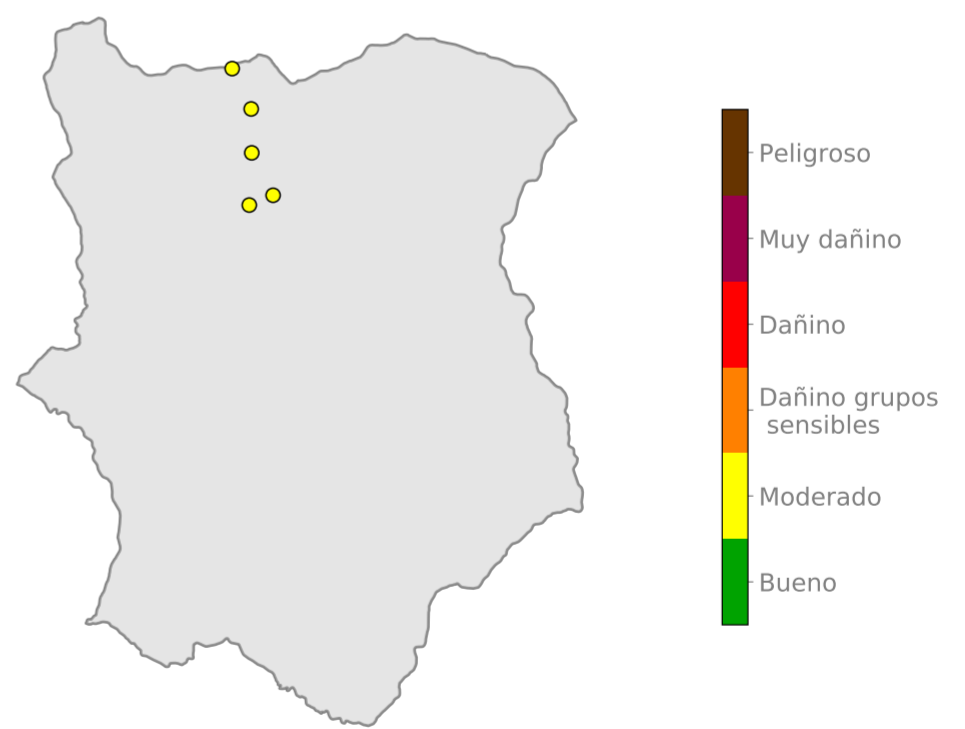 Peligroso
Muy dañino
Dañino
Dañino grupos
sensibles
Moderado
Bueno